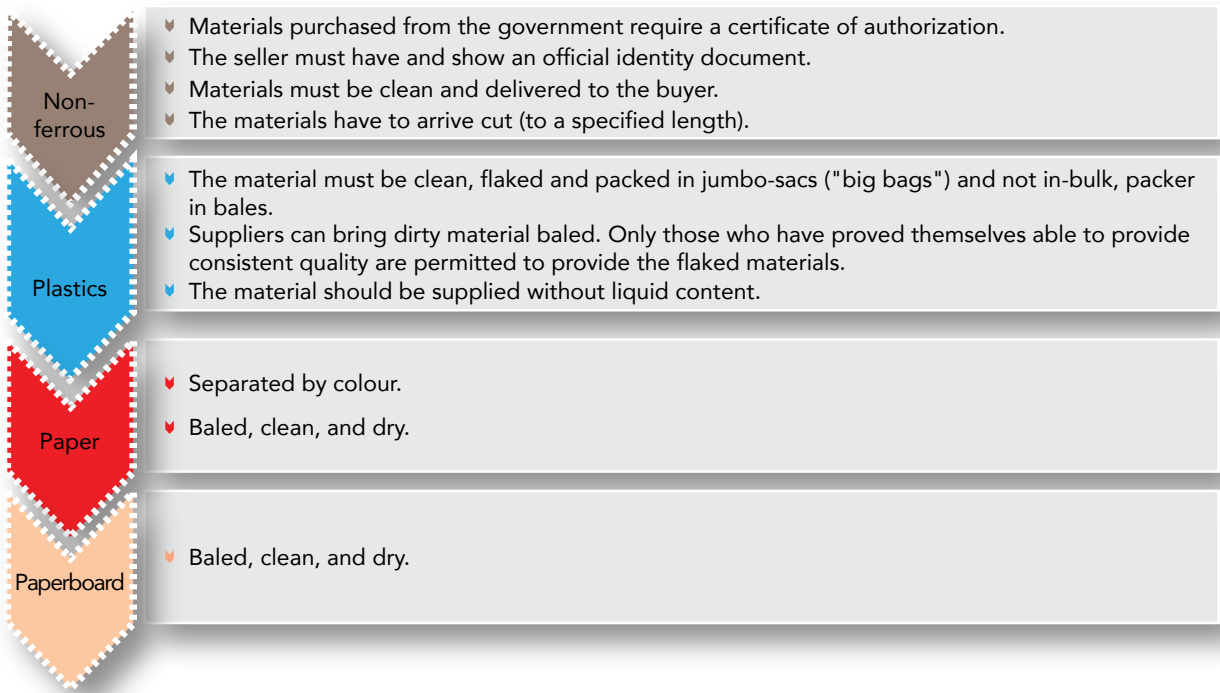 Non-
ferrous
Materials purchased from the government require a certificate of authorization.
The seller must have and show an official identity document.
Materials must be clean and delivered to the buyer.
The materials have to arrive cut (to a specified length).
Plastics
The material must be clean, flaked and packed in jumbo-sacs ("big bags") and not in-bulk, packer
in bales.
Suppliers can bring dirty material baled. Only those who have proved themselves able to provide
consistent quality are permitted to provide the flaked materials.
The material should be supplied without liquid content.
Paper
Separated by colour.
Baled, clean, and dry.
Paperboard
Baled, clean, and dry.